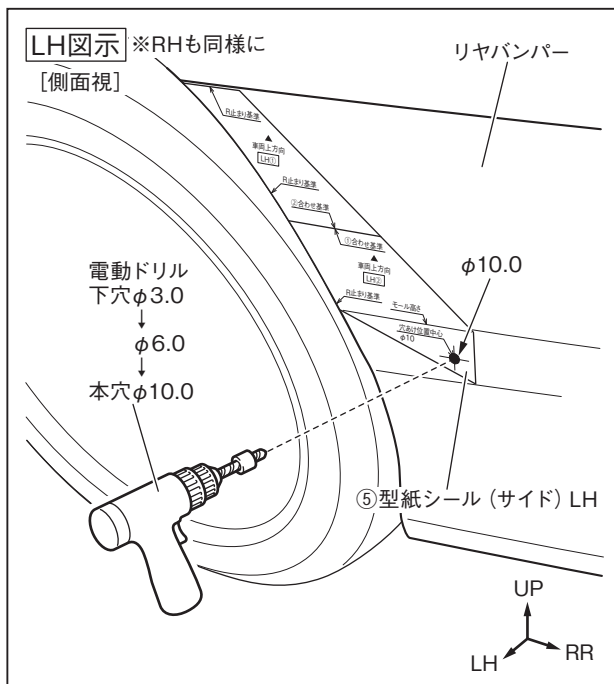 LH図示 ※RHも同様に
[側面視]
リヤバンパー
R止まり基準
車両上方向
LH①
R止まり基準
②合わせ基準
①合わせ基準
車両上方向
LH②
R止まり基準
モール高さ
穴あけ位置中心
φ10
φ10.0
電動ドリル
下穴φ3.0
φ6.0
本穴φ10.0
⑤型紙シール（サイド）LH
UP
LH
RR